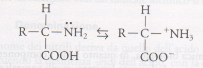 H H
R–C–N̈H₂ ⇆ R–C–⁺NH₃
COOH COO⁻